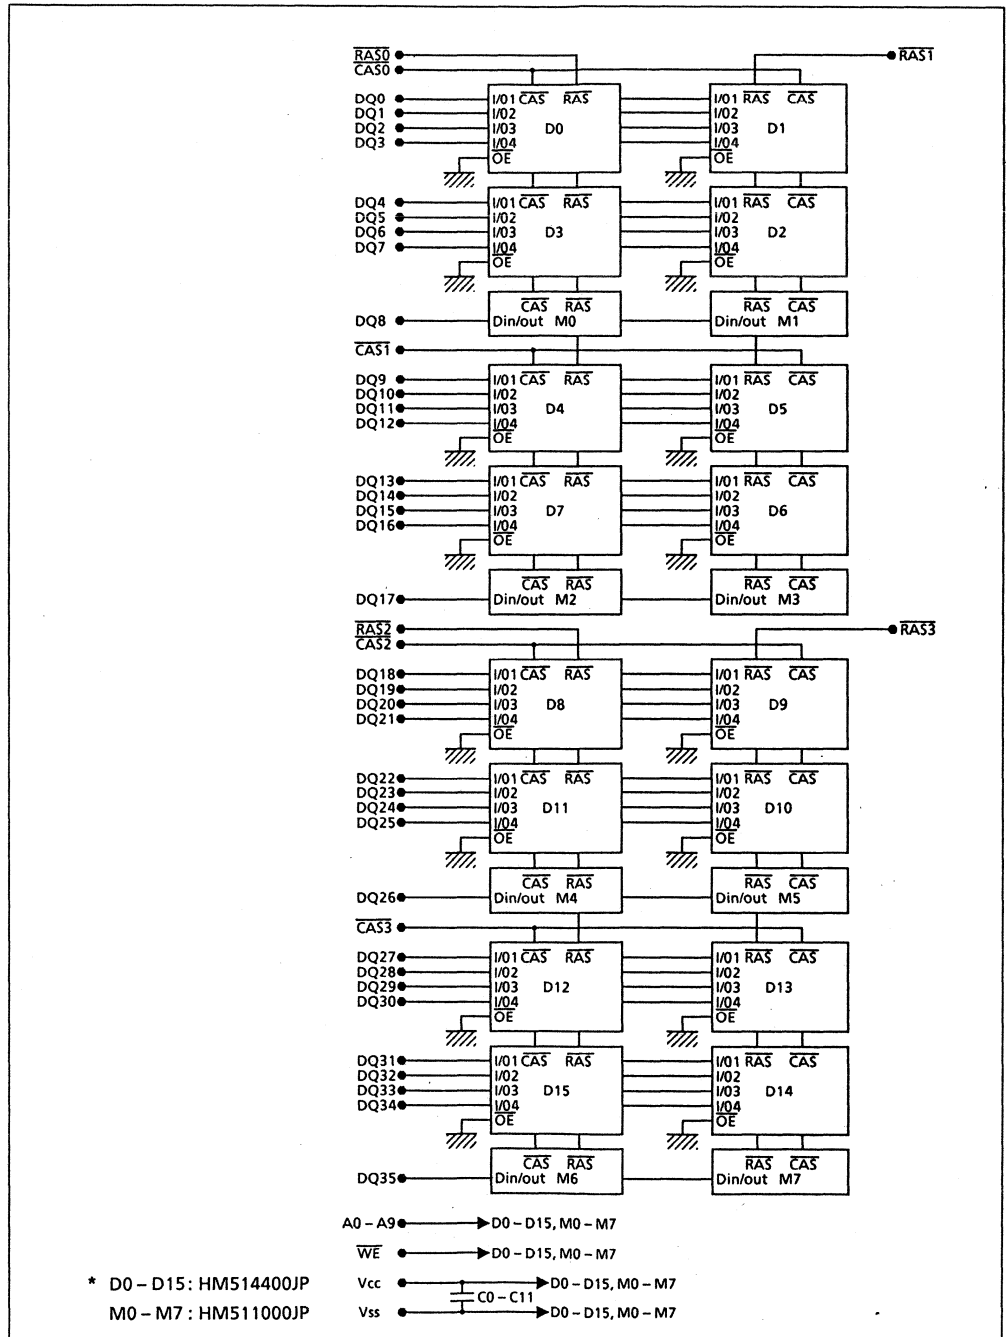 RAS0 RAS1
CAS0
DQ0 I/01 CAS RAS I/01 RAS CAS
DQ1 I/02 I/02
DQ2 I/03 D0 I/03 D1
DQ3 I/04 I/04
OE OE
DQ4 I/01 CAS RAS I/01 RAS CAS
DQ5 I/02 I/02
DQ6 I/03 D3 I/03 D2
DQ7 I/04 I/04
OE OE
CAS RAS RAS CAS
DQ8 Din/out M0 Din/out M1
CAS1
DQ9 I/01 CAS RAS I/01 RAS CAS
DQ10 I/02 I/02
DQ11 I/03 D4 I/03 D5
DQ12 I/04 I/04
OE OE
DQ13 I/01 CAS RAS I/01 RAS CAS
DQ14 I/02 I/02
DQ15 I/03 D7 I/03 D6
DQ16 I/04 I/04
OE OE
CAS RAS RAS CAS
DQ17 Din/out M2 Din/out M3
RAS2 RAS3
CAS2
DQ18 I/01 CAS RAS I/01 RAS CAS
DQ19 I/02 I/02
DQ20 I/03 D8 I/03 D9
DQ21 I/04 I/04
OE OE
DQ22 I/01 CAS RAS I/01 RAS CAS
DQ23 I/02 I/02
DQ24 I/03 D11 I/03 D10
DQ25 I/04 I/04
OE OE
CAS RAS RAS CAS
DQ26 Din/out M4 Din/out M5
CAS3
DQ27 I/01 CAS RAS I/01 RAS CAS
DQ28 I/02 I/02
DQ29 I/03 D12 I/03 D13
DQ30 I/04 I/04
OE OE
DQ31 I/01 CAS RAS I/01 RAS CAS
DQ32 I/02 I/02
DQ33 I/03 D15 I/03 D14
DQ34 I/04 I/04
OE OE
CAS RAS RAS CAS
DQ35 Din/out M6 Din/out M7
A0 – A9 D0 – D15, M0 – M7
WE D0 – D15, M0 – M7
* D0 – D15 : HM514400JP Vcc D0 – D15, M0 – M7
C0 – C11
M0 – M7 : HM511000JP Vss D0 – D15, M0 – M7